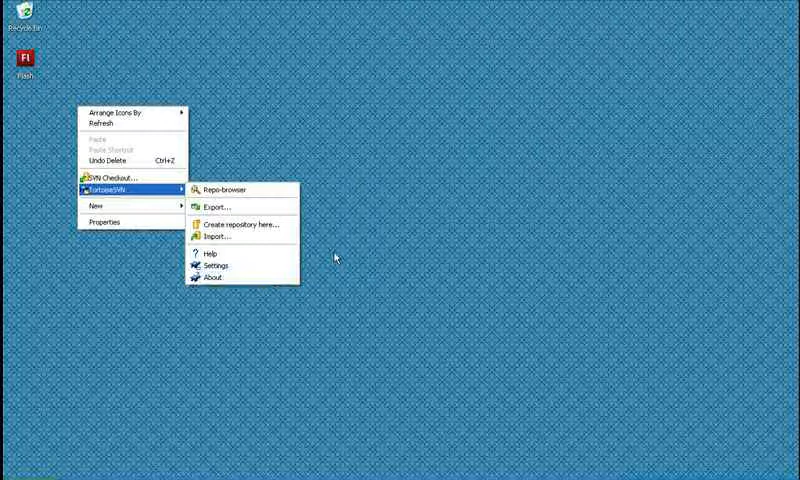 Recycle Bin
Fl
Flash
Arrange Icons By
Refresh
Paste
Paste Shortcut
Undo Delete Ctrl+Z
SVN Checkout...
TortoiseSVN
New
Properties
Repo-browser
Export...
Create repository here...
Import...
Help
Settings
About